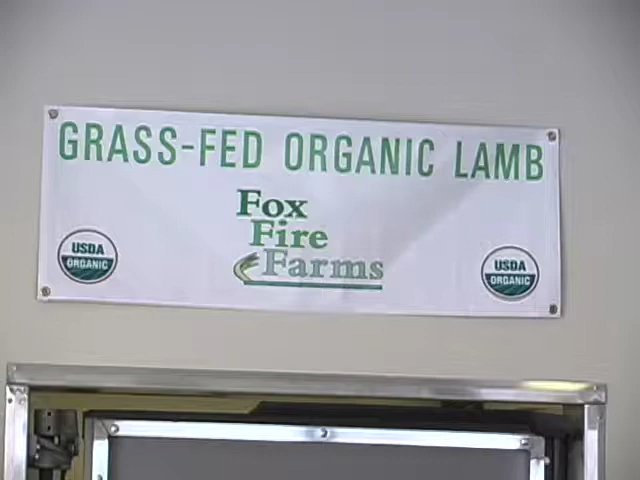 GRASS-FED ORGANIC LAMB
Fox
Fire
Farms
USDA
ORGANIC
USDA
ORGANIC